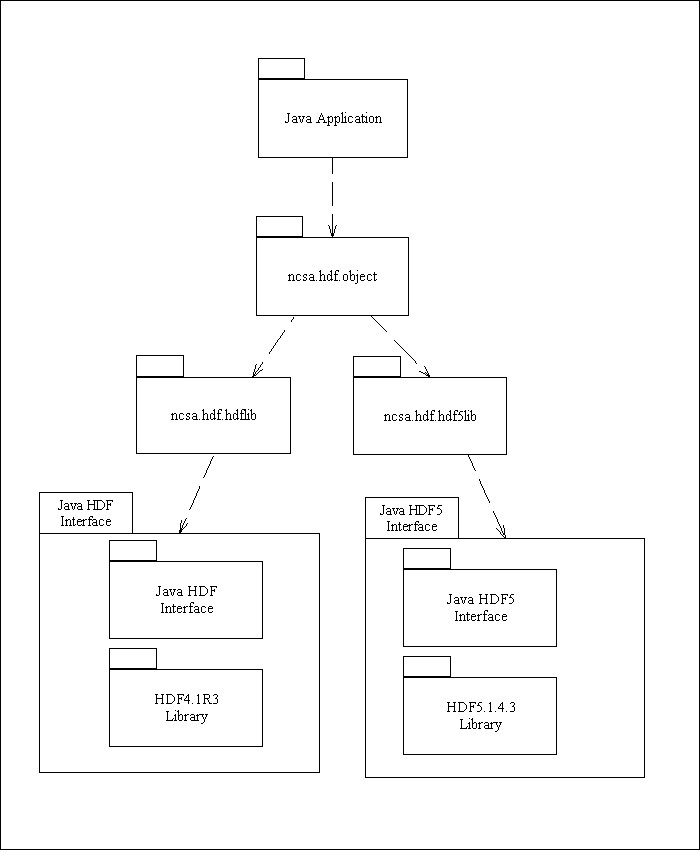 Java Application
ncsa.hdf.object
ncsa.hdf.hdflib
ncsa.hdf.hdf5lib
Java HDF
Interface
Java HDF5
Interface
Java HDF
Interface
Java HDF5
Interface
HDF4.1R3
Library
HDF5.1.4.3
Library